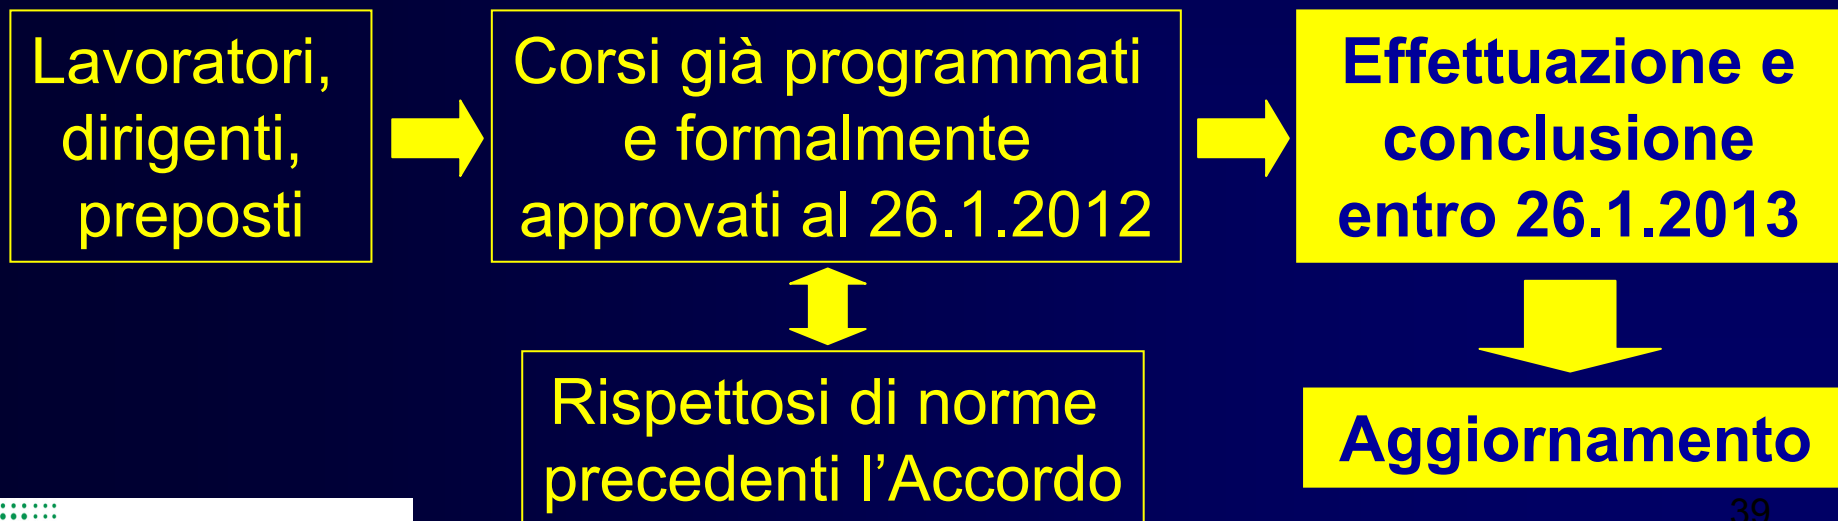 Lavoratori,
dirigenti,
preposti
Corsi già programmati
e formalmente
approvati al 26.1.2012
Effettuazione e
conclusione
entro 26.1.2013
Rispettosi di norme
precedenti l’Accordo
Aggiornamento
39